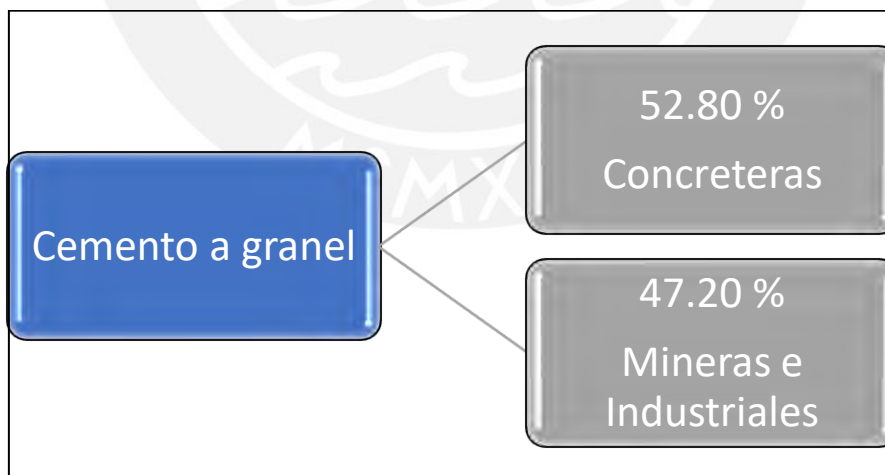 Cemento a granel
52.80 %
Concreteras
47.20 %
Mineras e
Industriales